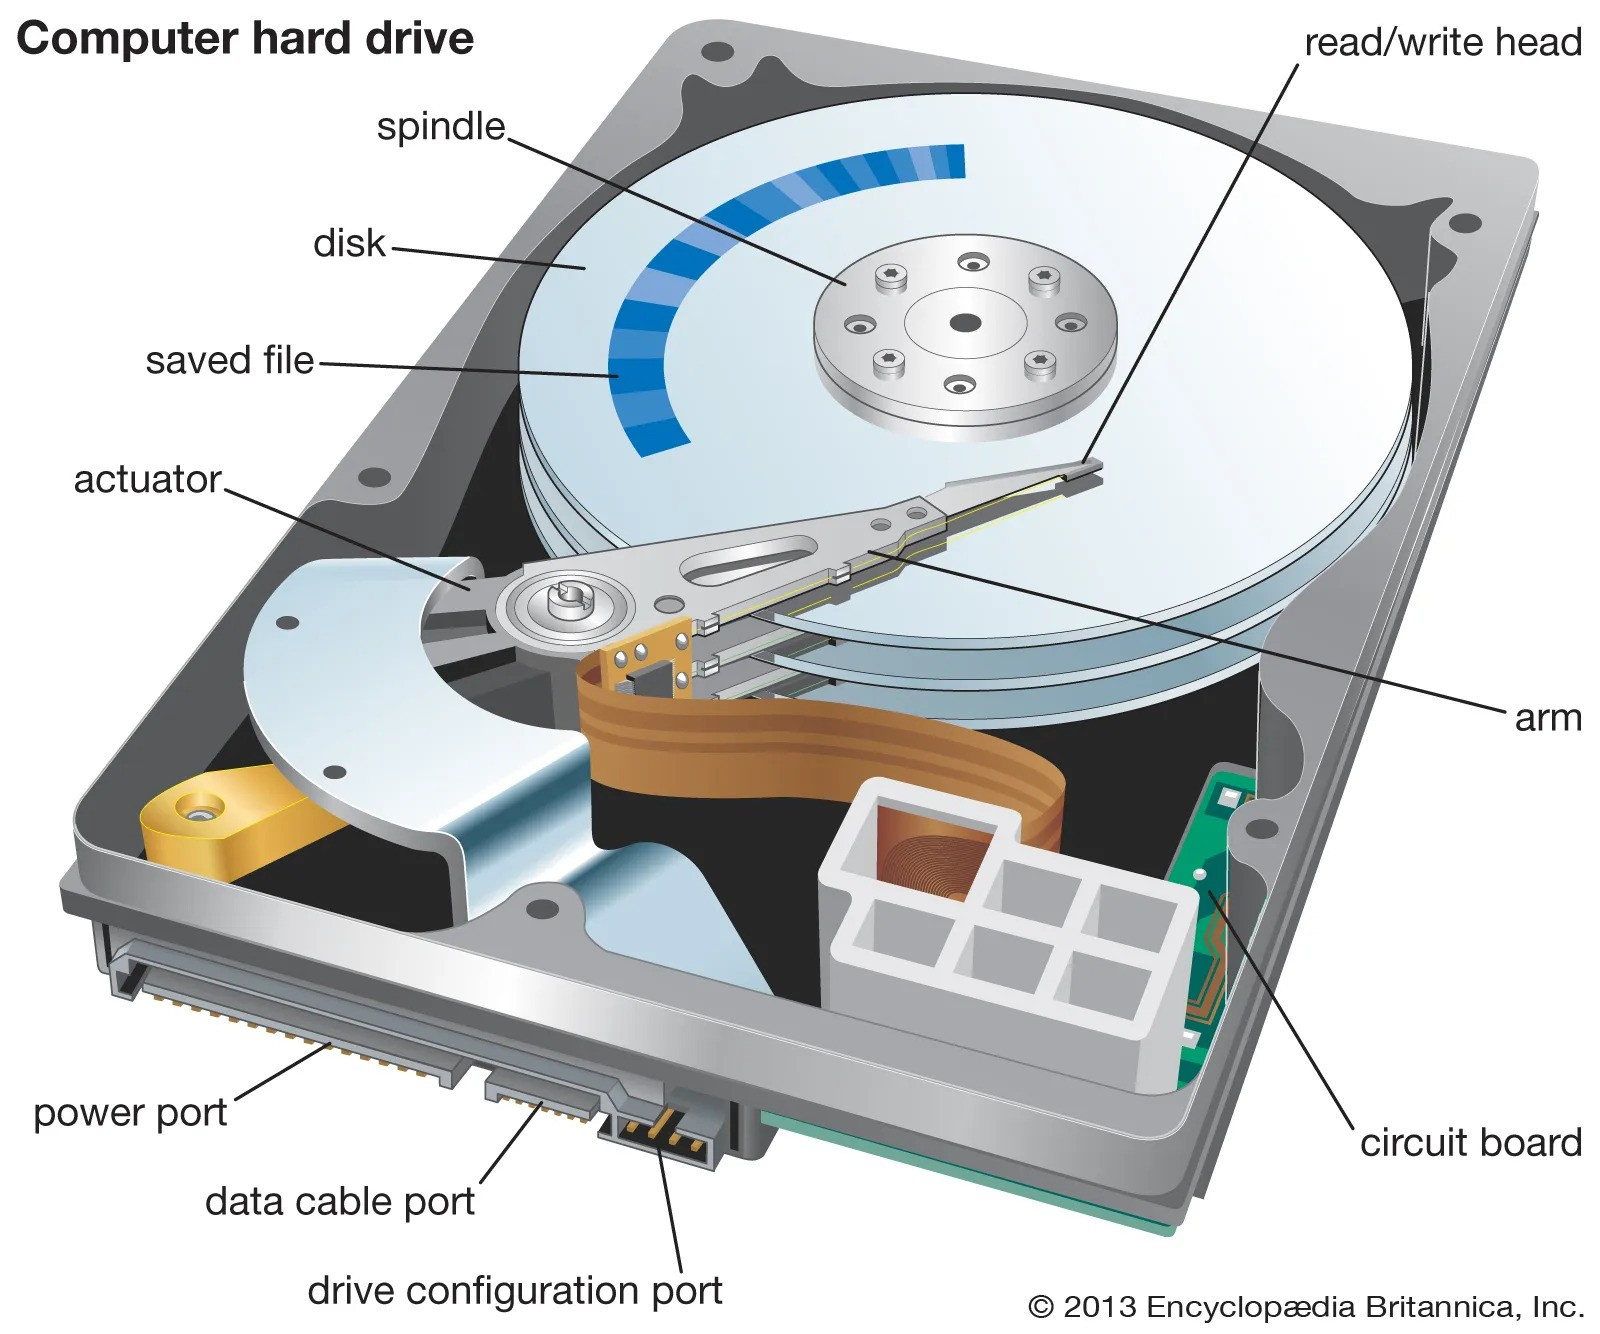 Computer hard drive
read/write head
spindle
disk
saved file
actuator
arm
power port
circuit board
data cable port
drive configuration port
© 2013 Encyclopædia Britannica, Inc.